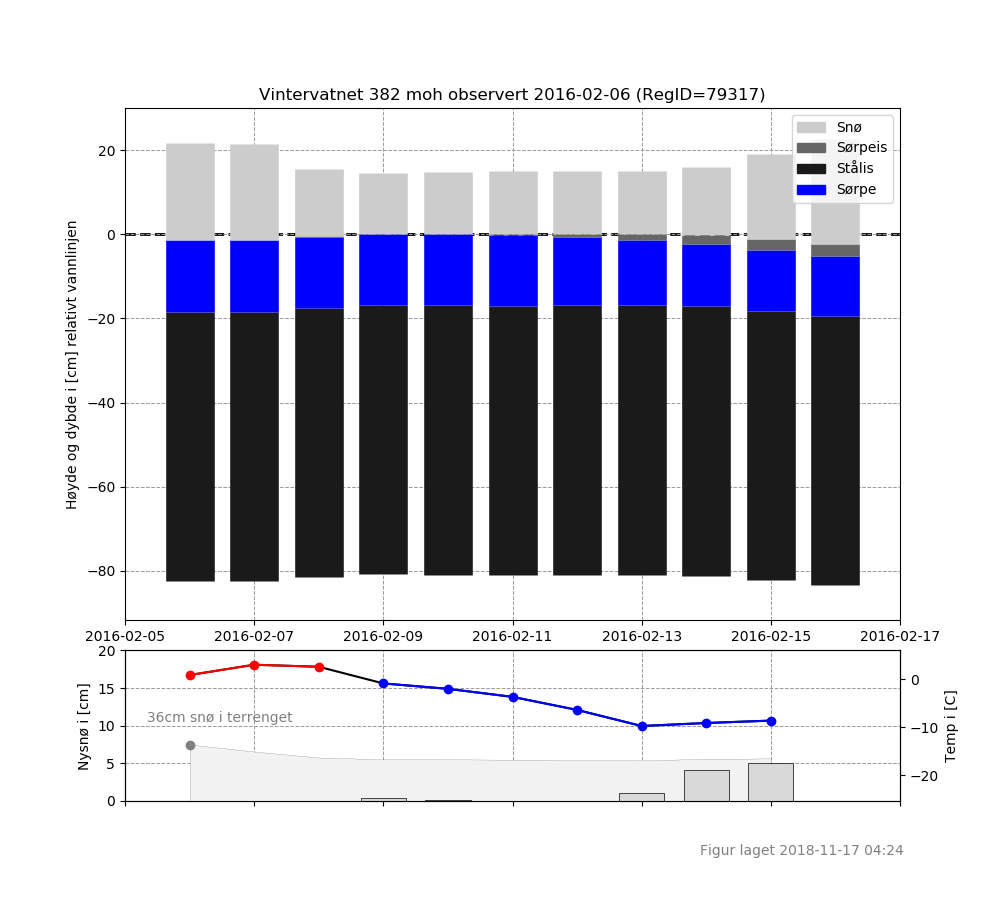 Vintervatnet 382 moh observert 2016-02-06 (RegID=79317)
Høyde og dybde i [cm] relativt vannlinjen
20
0
−20
−40
−60
−80
Snø
Sørpeis
Stålis
Sørpe
2016-02-05
2016-02-07
2016-02-09
2016-02-11
2016-02-13
2016-02-15
2016-02-17
Nysnø i [cm]
20
15
10
5
0
36cm snø i terrenget
0
−10
−20
Temp i [C]
Figur laget 2018-11-17 04:24